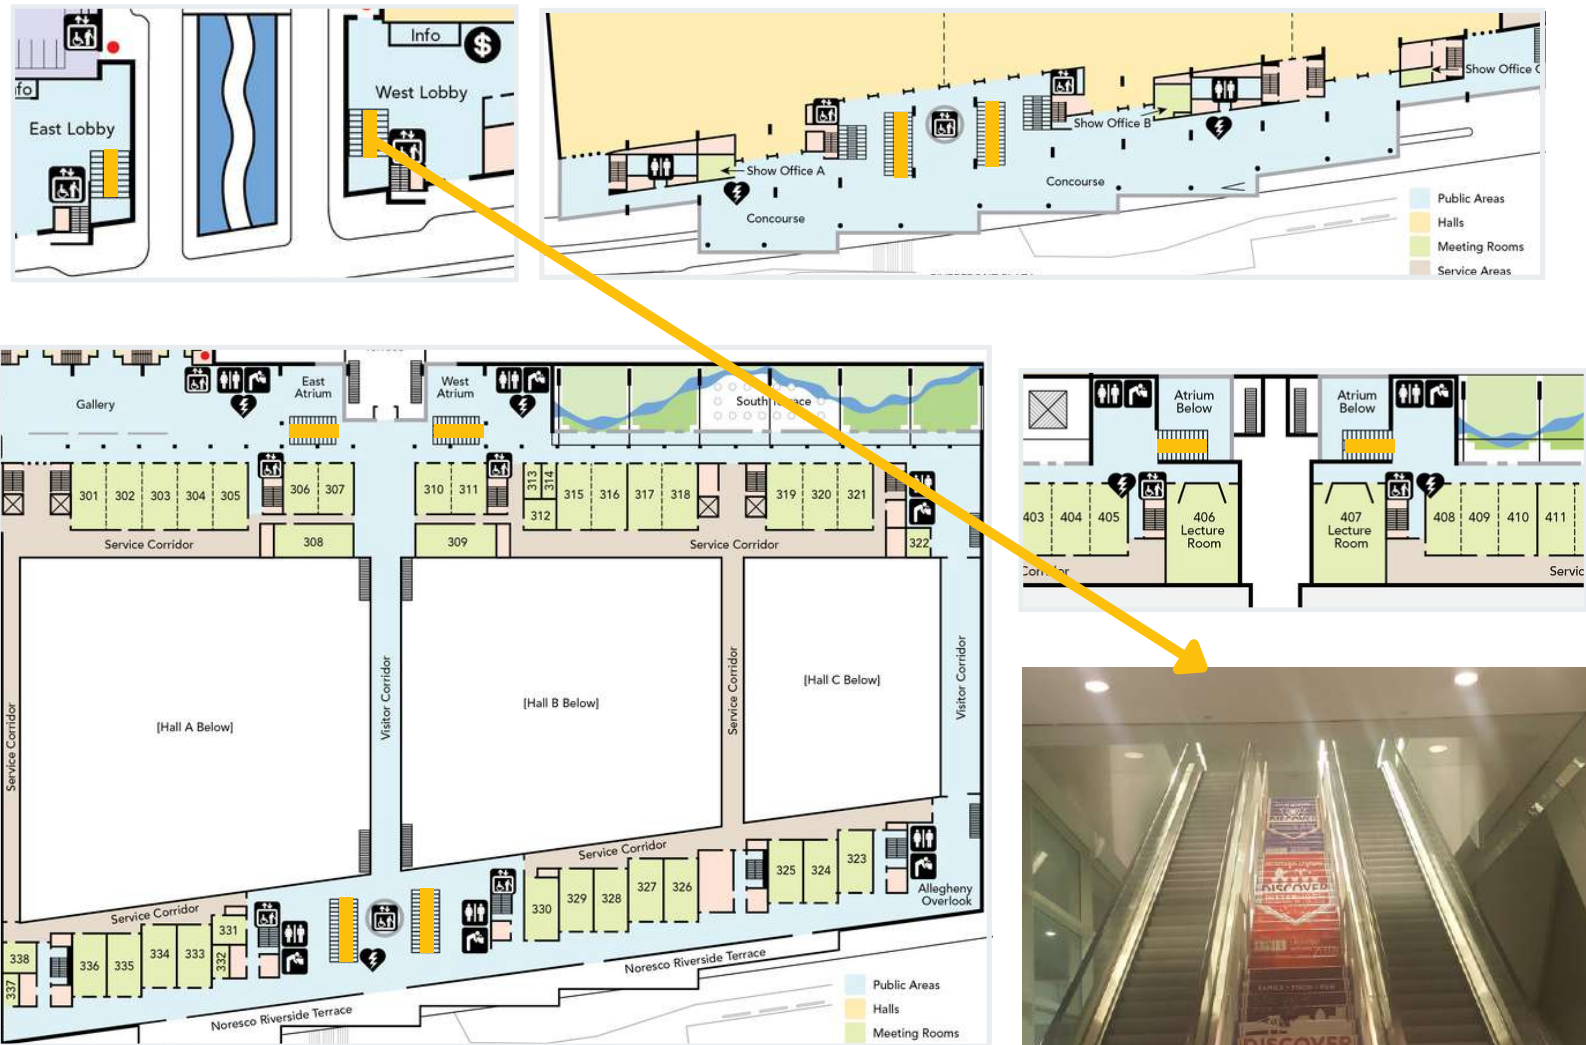 Info
$
West Lobby
fo
East Lobby
Show Office
Show Office B
Show Office A
Concourse
Concourse
Public Areas
Halls
Meeting Rooms
Service Areas
Gallery
East
Atrium
West
Atrium
South Terrace
301
302
303
304
305
306
307
310
311
313
314
312
315
316
317
318
319
320
321
322
308
309
Service Corridor
Service Corridor
Service Corridor
Visitor Corridor
Service Corridor
Visitor Corridor
[Hall A Below]
[Hall B Below]
[Hall C Below]
Service Corridor
Service Corridor
338
337
336
335
334
333
331
332
330
329
328
327
326
325
324
323
Allegheny
Overlook
Noresco Riverside Terrace
Noresco Riverside Terrace
Public Areas
Halls
Meeting Rooms
Atrium
Below
Atrium
Below
403
404
405
406
Lecture
Room
407
Lecture
Room
408
409
410
411
Corridor
Servic
DISCOVER
DISCOVER